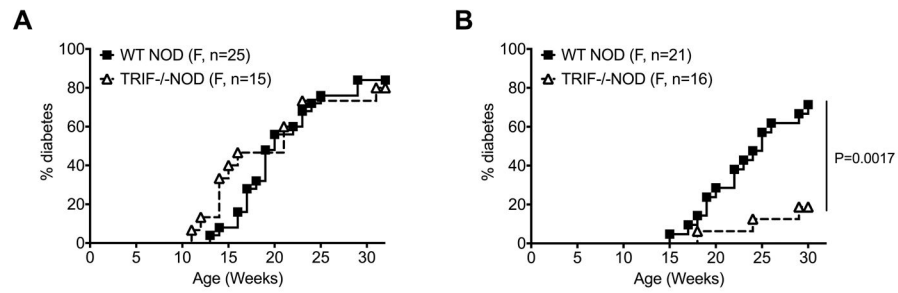 A
WT NOD (F, n=25)
TRIF-/-NOD (F, n=15)
100
80
60
40
20
0
% diabetes
0 5 10 15 20 25 30
Age (Weeks)
B
WT NOD (F, n=21)
TRIF-/-NOD (F, n=16)
100
80
60
40
20
0
% diabetes
P=0.0017
0 5 10 15 20 25 30
Age (Weeks)